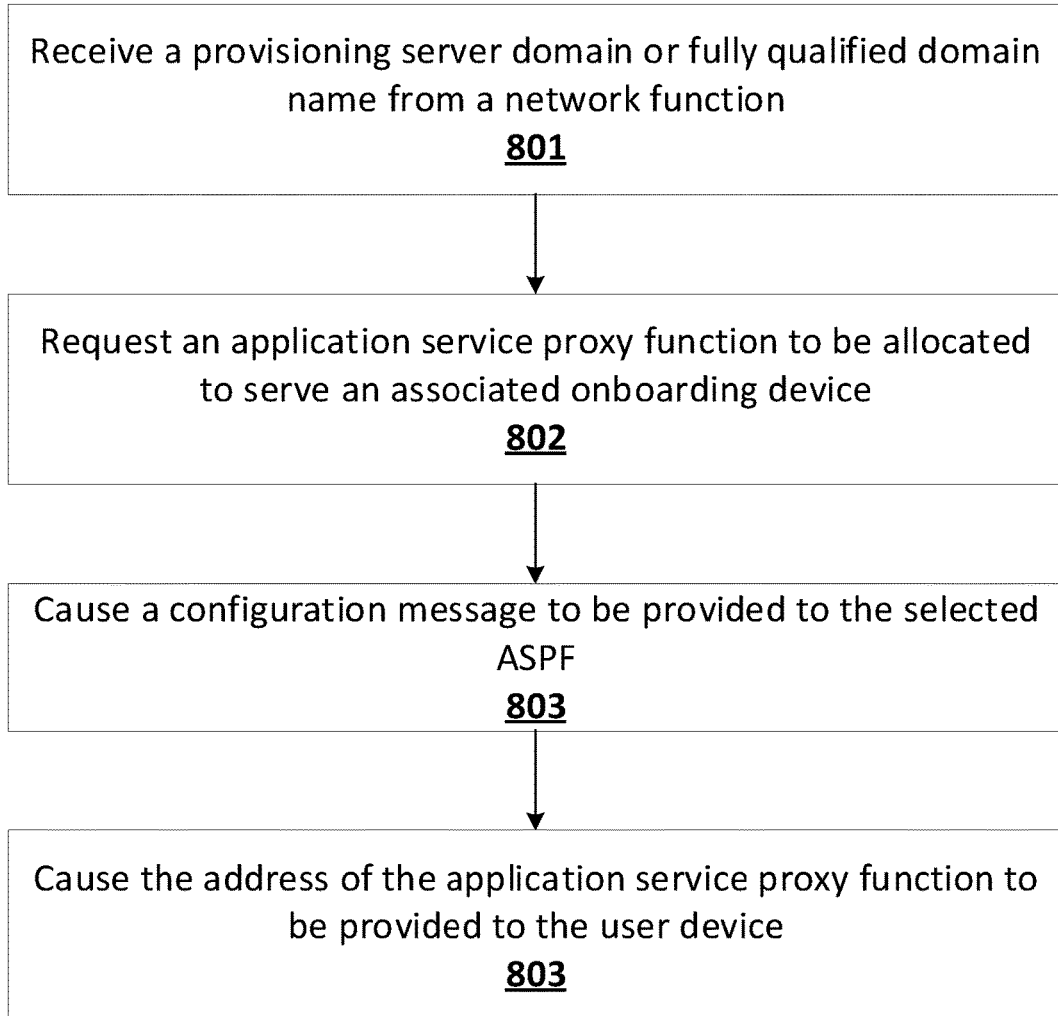 Receive a provisioning server domain or fully qualified domain
name from a network function
801
Request an application service proxy function to be allocated
to serve an associated onboarding device
802
Cause a configuration message to be provided to the selected
ASPF
803
Cause the address of the application service proxy function to
be provided to the user device
803